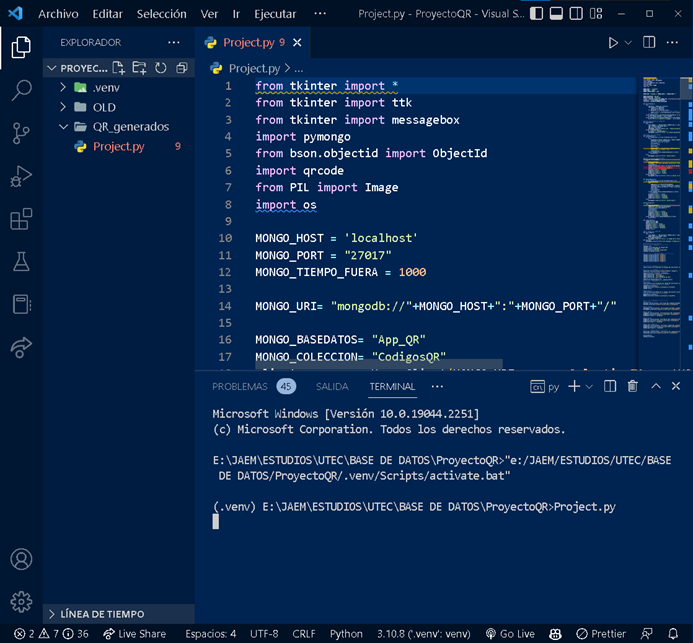 Archivo Editar Selección Ver Ir Ejecutar ··· Project.py - ProyectoQR - Visual S...
EXPLORADOR ···
PROYEC...
.venv
OLD
QR_generados
Project.py 9
LÍNEA DE TIEMPO
Project.py 9
Project.py > ...
1 from tkinter import *
2 from tkinter import ttk
3 from tkinter import messagebox
4 import pymongo
5 from bson.objectid import ObjectId
6 import qrcode
7 from PIL import Image
8 import os
9
10 MONGO_HOST = 'localhost'
11 MONGO_PORT = "27017"
12 MONGO_TIEMPO_FUERA = 1000
13
14 MONGO_URI= "mongodb://"+MONGO_HOST+":"+MONGO_PORT+"/"
15
16 MONGO_BASEDATOS= "App_QR"
17 MONGO_COLECCION= "CodigosQR"
PROBLEMAS 45 SALIDA TERMINAL ··· py
Microsoft Windows [Versión 10.0.19044.2251]
(c) Microsoft Corporation. Todos los derechos reservados.
E:\JAEM\ESTUDIOS\UTEC\BASE DE DATOS\ProyectoQR>"e:/JAEM/ESTUDIOS/UTEC/BASE
DE DATOS/ProyectoQR/.venv/Scripts/activate.bat"
(.venv) E:\JAEM\ESTUDIOS\UTEC\BASE DE DATOS\ProyectoQR>Project.py
2 7 36 Live Share Espacios: 4 UTF-8 CRLF Python 3.10.8 ('.venv': venv) Go Live Prettier